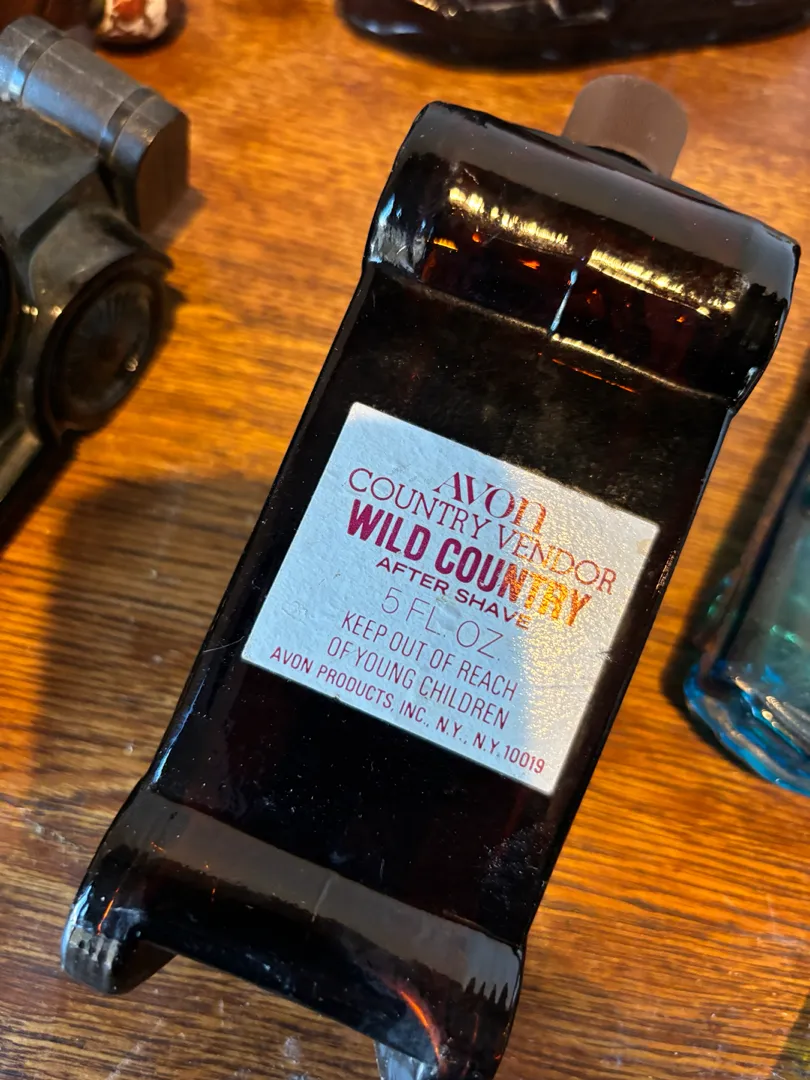 AVON
COUNTRY VENDOR
WILD COUNTRY
AFTER SHAVE
5 FL. OZ.
KEEP OUT OF REACH
OF YOUNG CHILDREN
AVON PRODUCTS, INC., N.Y., N.Y. 10019